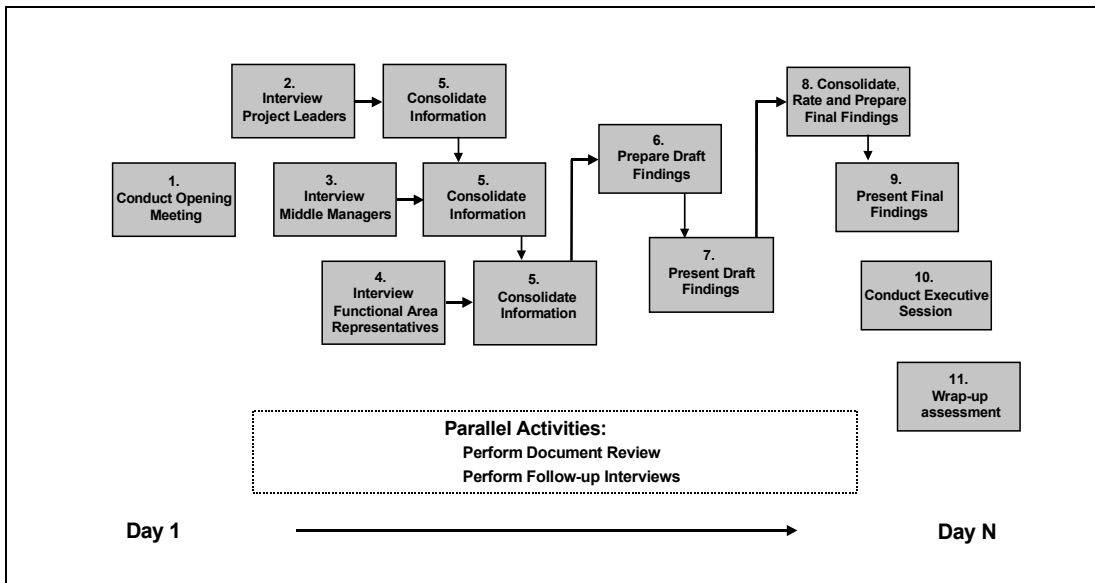 2.
Interview
Project Leaders
5.
Consolidate
Information
8. Consolidate,
Rate and Prepare
Final Findings
6.
Prepare Draft
Findings
1.
Conduct Opening
Meeting
3.
Interview
Middle Managers
5.
Consolidate
Information
9.
Present Final
Findings
7.
Present Draft
Findings
4.
Interview
Functional Area
Representatives
5.
Consolidate
Information
10.
Conduct Executive
Session
11.
Wrap-up
assessment
Parallel Activities:
Perform Document Review
Perform Follow-up Interviews
Day 1
Day N